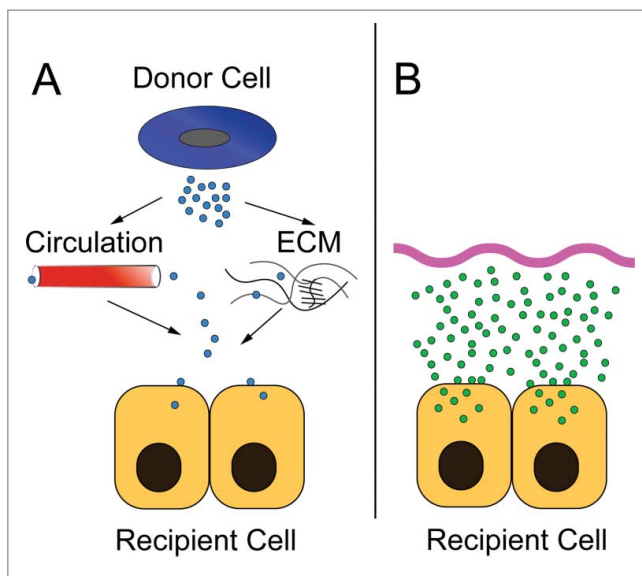 A
Donor Cell
Circulation
ECM
Recipient Cell
B
Recipient Cell